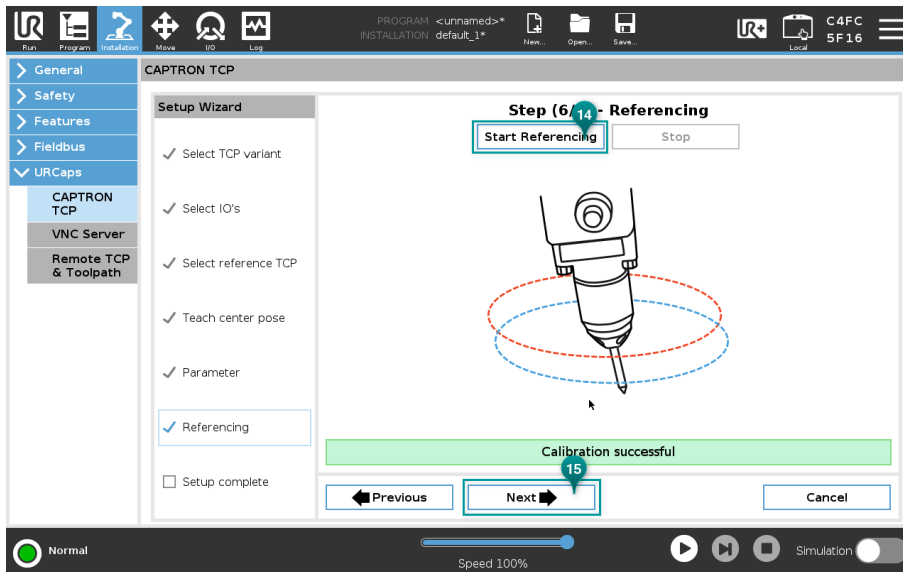 PROGRAM <unnamed>*
INSTALLATION default_1*
Run
Program
Installation
Move
I/O
Log
New...
Open...
Save...
UR+
Local
C4FC
5F16
General
Safety
Features
Fieldbus
URCaps
CAPTRON
TCP
VNC Server
Remote TCP
& Toolpath
CAPTRON TCP
Setup Wizard
Select TCP variant
Select IO's
Select reference TCP
Teach center pose
Parameter
Referencing
Setup complete
Step (6/ - Referencing
14
Start Referencing
Stop
Calibration successful
15
Previous
Next
Cancel
Normal
Speed 100%
Simulation